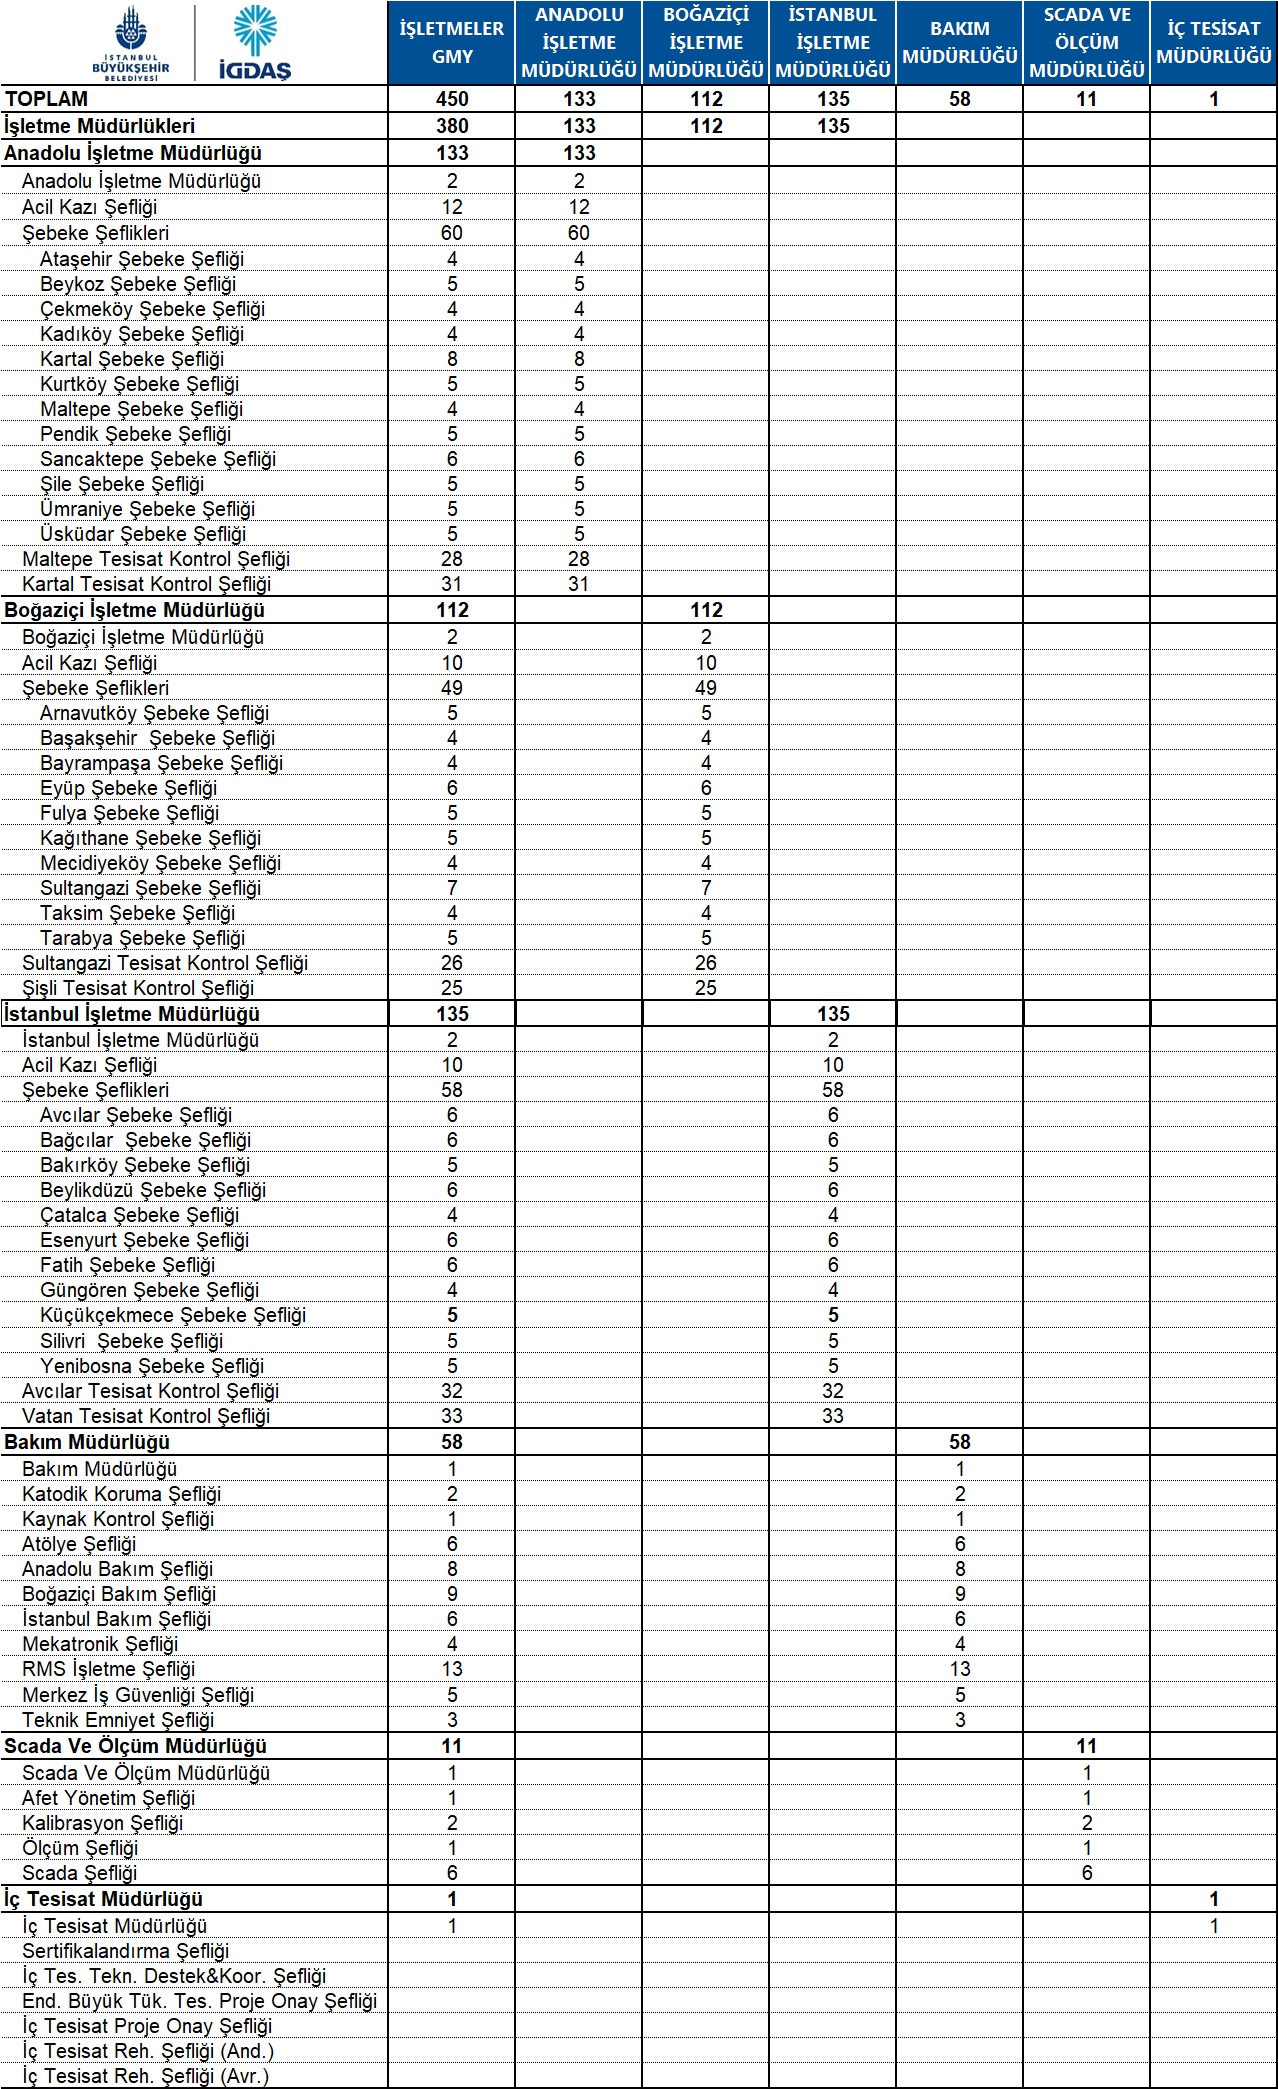 İSTANBUL
BÜYÜKŞEHİR
BELEDİYESİ
İGDAŞ
İŞLETMELER GMY
ANADOLU İŞLETME MÜDÜRLÜĞÜ
BOĞAZİÇİ İŞLETME MÜDÜRLÜĞÜ
İSTANBUL İŞLETME MÜDÜRLÜĞÜ
BAKIM MÜDÜRLÜĞÜ
SCADA VE ÖLÇÜM MÜDÜRLÜĞÜ
İÇ TESİSAT MÜDÜRLÜĞÜ
TOPLAM 450 133 112 135 58 11 1
İşletme Müdürlükleri 380 133 112 135
Anadolu İşletme Müdürlüğü 133 133
Anadolu İşletme Müdürlüğü 2 2
Acil Kazı Şefliği 12 12
Şebeke Şeflikleri 60 60
Ataşehir Şebeke Şefliği 4 4
Beykoz Şebeke Şefliği 5 5
Çekmeköy Şebeke Şefliği 4 4
Kadıköy Şebeke Şefliği 4 4
Kartal Şebeke Şefliği 8 8
Kurtköy Şebeke Şefliği 5 5
Maltepe Şebeke Şefliği 4 4
Pendik Şebeke Şefliği 5 5
Sancaktepe Şebeke Şefliği 6 6
Şile Şebeke Şefliği 5 5
Ümraniye Şebeke Şefliği 5 5
Üsküdar Şebeke Şefliği 5 5
Maltepe Tesisat Kontrol Şefliği 28 28
Kartal Tesisat Kontrol Şefliği 31 31
Boğaziçi İşletme Müdürlüğü 112 112
Boğaziçi İşletme Müdürlüğü 2 2
Acil Kazı Şefliği 10 10
Şebeke Şeflikleri 49 49
Arnavutköy Şebeke Şefliği 5 5
Başakşehir  Şebeke Şefliği 4 4
Bayrampaşa Şebeke Şefliği 4 4
Eyüp Şebeke Şefliği 6 6
Fulya Şebeke Şefliği 5 5
Kağıthane Şebeke Şefliği 5 5
Mecidiyeköy Şebeke Şefliği 4 4
Sultangazi Şebeke Şefliği 7 7
Taksim Şebeke Şefliği 4 4
Tarabya Şebeke Şefliği 5 5
Sultangazi Tesisat Kontrol Şefliği 26 26
Şişli Tesisat Kontrol Şefliği 25 25
İstanbul İşletme Müdürlüğü 135 135
İstanbul İşletme Müdürlüğü 2 2
Acil Kazı Şefliği 10 10
Şebeke Şeflikleri 58 58
Avcılar Şebeke Şefliği 6 6
Bağcılar  Şebeke Şefliği 6 6
Bakırköy Şebeke Şefliği 5 5
Beylikdüzü Şebeke Şefliği 6 6
Çatalca Şebeke Şefliği 4 4
Esenyurt Şebeke Şefliği 6 6
Fatih Şebeke Şefliği 6 6
Güngören Şebeke Şefliği 4 4
Küçükçekmece Şebeke Şefliği 5 5
Silivri  Şebeke Şefliği 5 5
Yenibosna Şebeke Şefliği 5 5
Avcılar Tesisat Kontrol Şefliği 32 32
Vatan Tesisat Kontrol Şefliği 33 33
Bakım Müdürlüğü 58 58
Bakım Müdürlüğü 1 1
Katodik Koruma Şefliği 2 2
Kaynak Kontrol Şefliği 1 1
Atölye Şefliği 6 6
Anadolu Bakım Şefliği 8 8
Boğaziçi Bakım Şefliği 9 9
İstanbul Bakım Şefliği 6 6
Mekatronik Şefliği 4 4
RMS İşletme Şefliği 13 13
Merkez İş Güvenliği Şefliği 5 5
Teknik Emniyet Şefliği 3 3
Scada Ve Ölçüm Müdürlüğü 11 11
Scada Ve Ölçüm Müdürlüğü 1 1
Afet Yönetim Şefliği 1 1
Kalibrasyon Şefliği 2 2
Ölçüm Şefliği 1 1
Scada Şefliği 6 6
İç Tesisat Müdürlüğü 1 1
İç Tesisat Müdürlüğü 1 1
Sertifikalandırma Şefliği
İç Tes. Tekn. Destek&Koor. Şefliği
End. Büyük Tük. Tes. Proje Onay Şefliği
İç Tesisat Proje Onay Şefliği
İç Tesisat Reh. Şefliği (And.)
İç Tesisat Reh. Şefliği (Avr.)